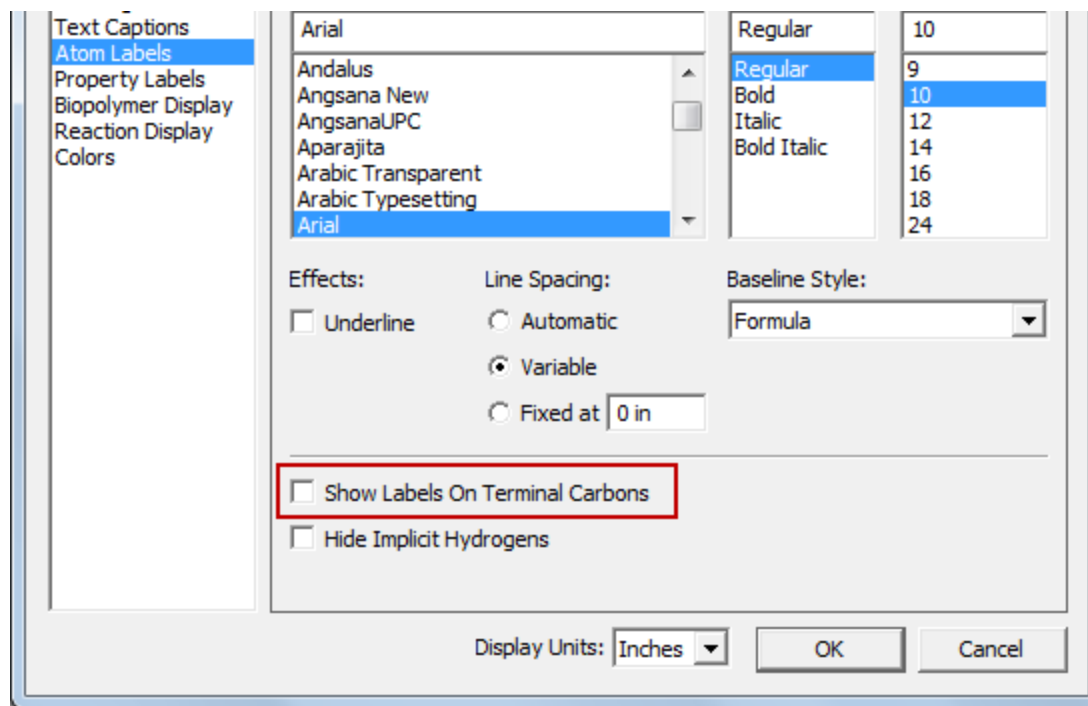 Text Captions
Atom Labels
Property Labels
Biopolymer Display
Reaction Display
Colors
Arial
Regular
10
Andalus
Angsana New
AngsanaUPC
Aparajita
Arabic Transparent
Arabic Typesetting
Arial
Regular
Bold
Italic
Bold Italic
9
10
12
14
16
18
24
Effects:
Line Spacing:
Baseline Style:
Underline
Automatic
Formula
Variable
Fixed at 0 in
Show Labels On Terminal Carbons
Hide Implicit Hydrogens
Display Units: Inches
OK
Cancel